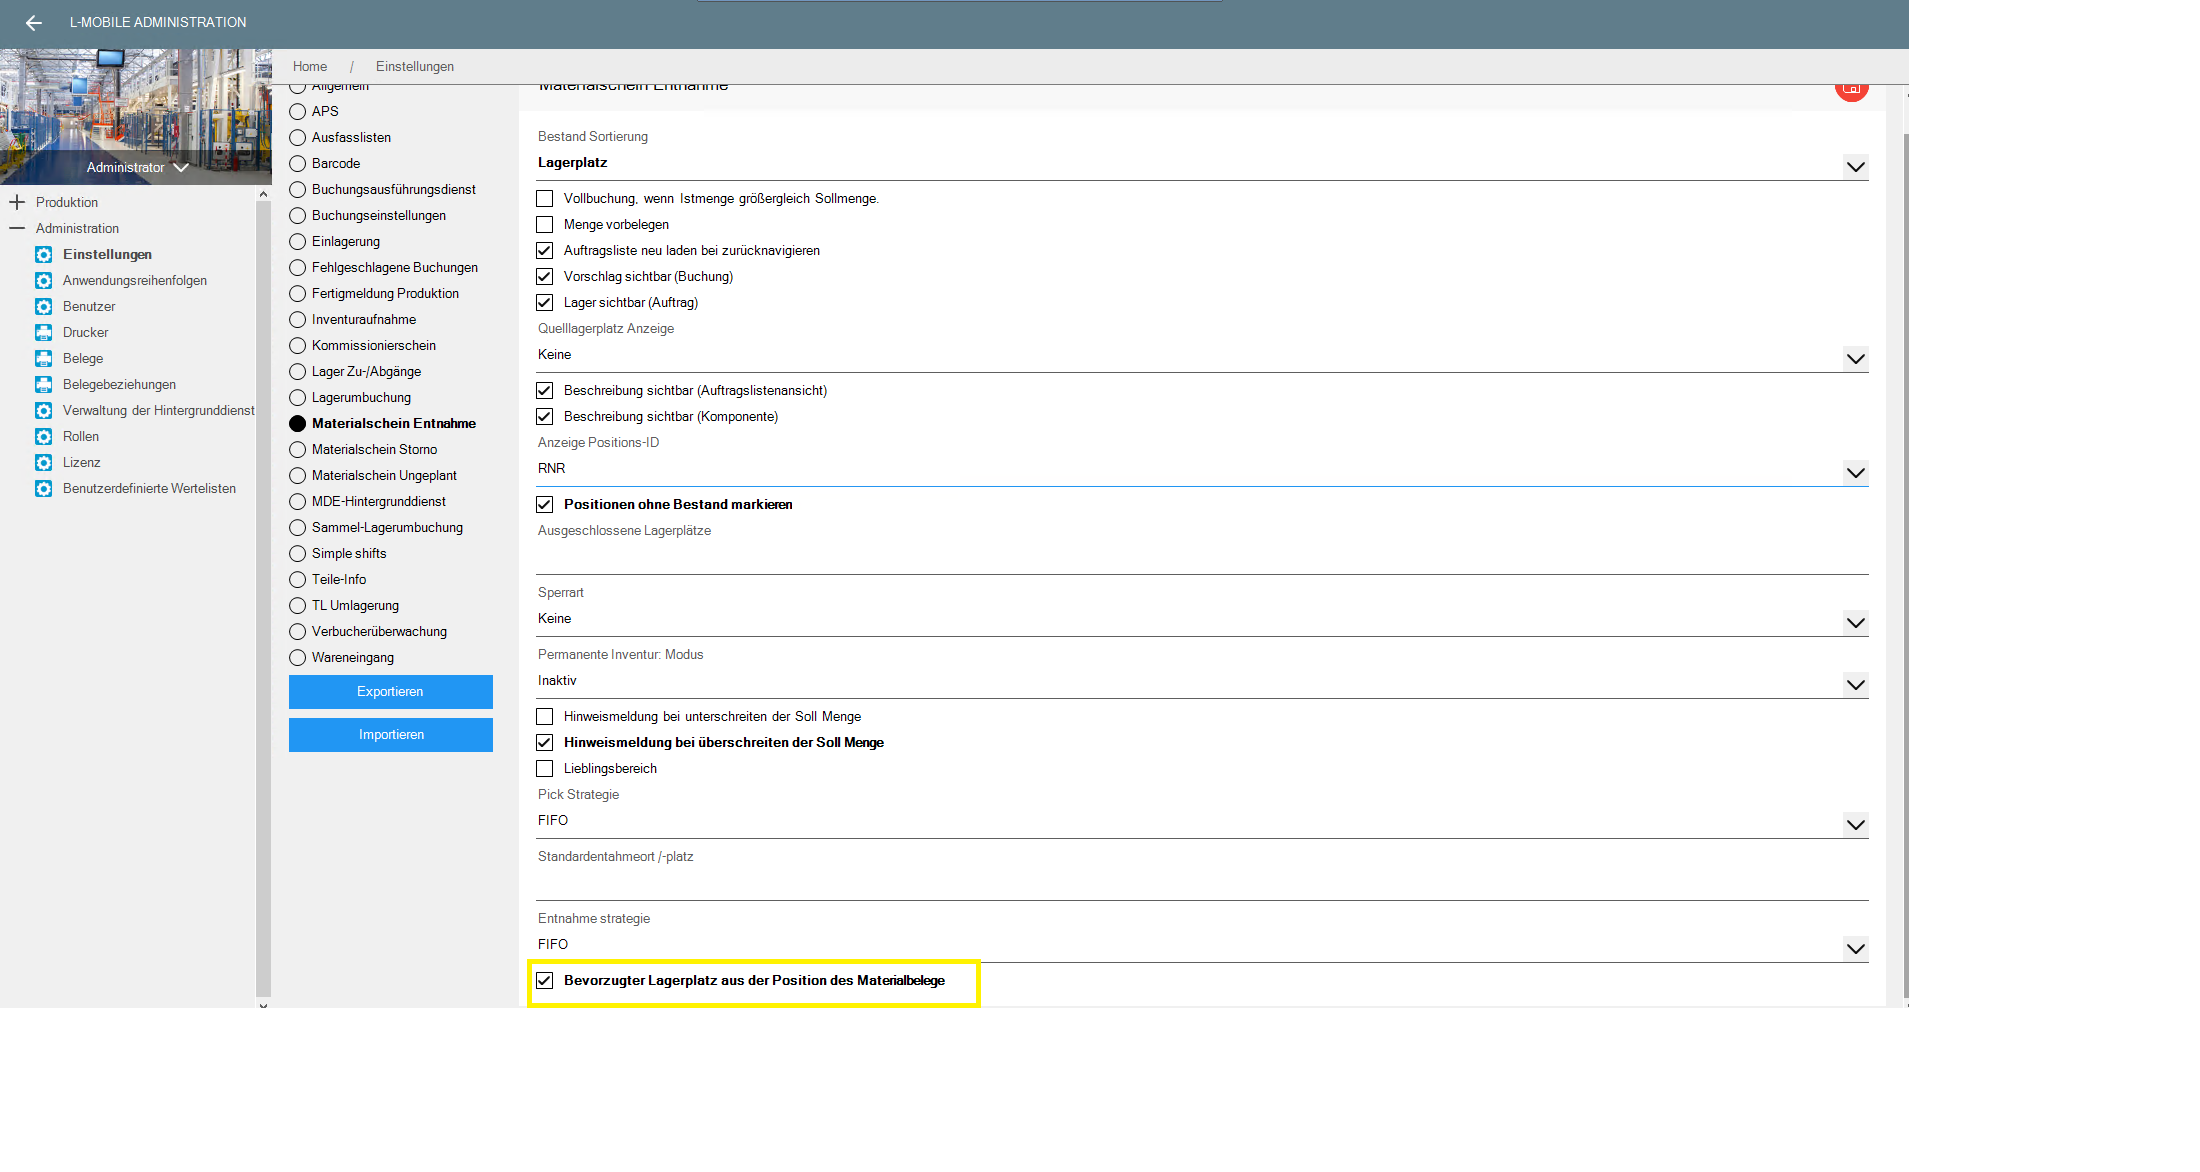 L-MOBILE ADMINISTRATION
Administrator
Produktion
Administration
Einstellungen
Anwendungsreihenfolgen
Benutzer
Drucker
Belege
Belegebeziehungen
Verwaltung der Hintergrunddienst
Rollen
Lizenz
Benutzerdefinierte Wertelisten
Home / Einstellungen
Allgemein
APS
Ausfasslisten
Barcode
Buchungsausführungsdienst
Buchungseinstellungen
Einlagerung
Fehlgeschlagene Buchungen
Fertigmeldung Produktion
Inventuraufnahme
Kommissionierschein
Lager Zu-/Abgänge
Lagerumbuchung
Materialschein Entnahme
Materialschein Storno
Materialschein Ungeplant
MDE-Hintergrunddienst
Sammel-Lagerumbuchung
Simple shifts
Teile-Info
TL Umlagerung
Verbucherüberwachung
Wareneingang
Exportieren
Importieren
Materialschein Entnahme
Bestand Sortierung
Lagerplatz
Vollbuchung, wenn Istmenge größergleich Sollmenge.
Menge vorbelegen
Auftragsliste neu laden bei zurücknavigieren
Vorschlag sichtbar (Buchung)
Lager sichtbar (Auftrag)
Quelllagerplatz Anzeige
Keine
Beschreibung sichtbar (Auftragslistenansicht)
Beschreibung sichtbar (Komponente)
Anzeige Positions-ID
RNR
Positionen ohne Bestand markieren
Ausgeschlossene Lagerplätze
Sperrart
Keine
Permanente Inventur: Modus
Inaktiv
Hinweismeldung bei unterschreiten der Soll Menge
Hinweismeldung bei überschreiten der Soll Menge
Lieblingsbereich
Pick Strategie
FIFO
Standardentahmeort /-platz
Entnahme strategie
FIFO
Bevorzugter Lagerplatz aus der Position des Materialbelege